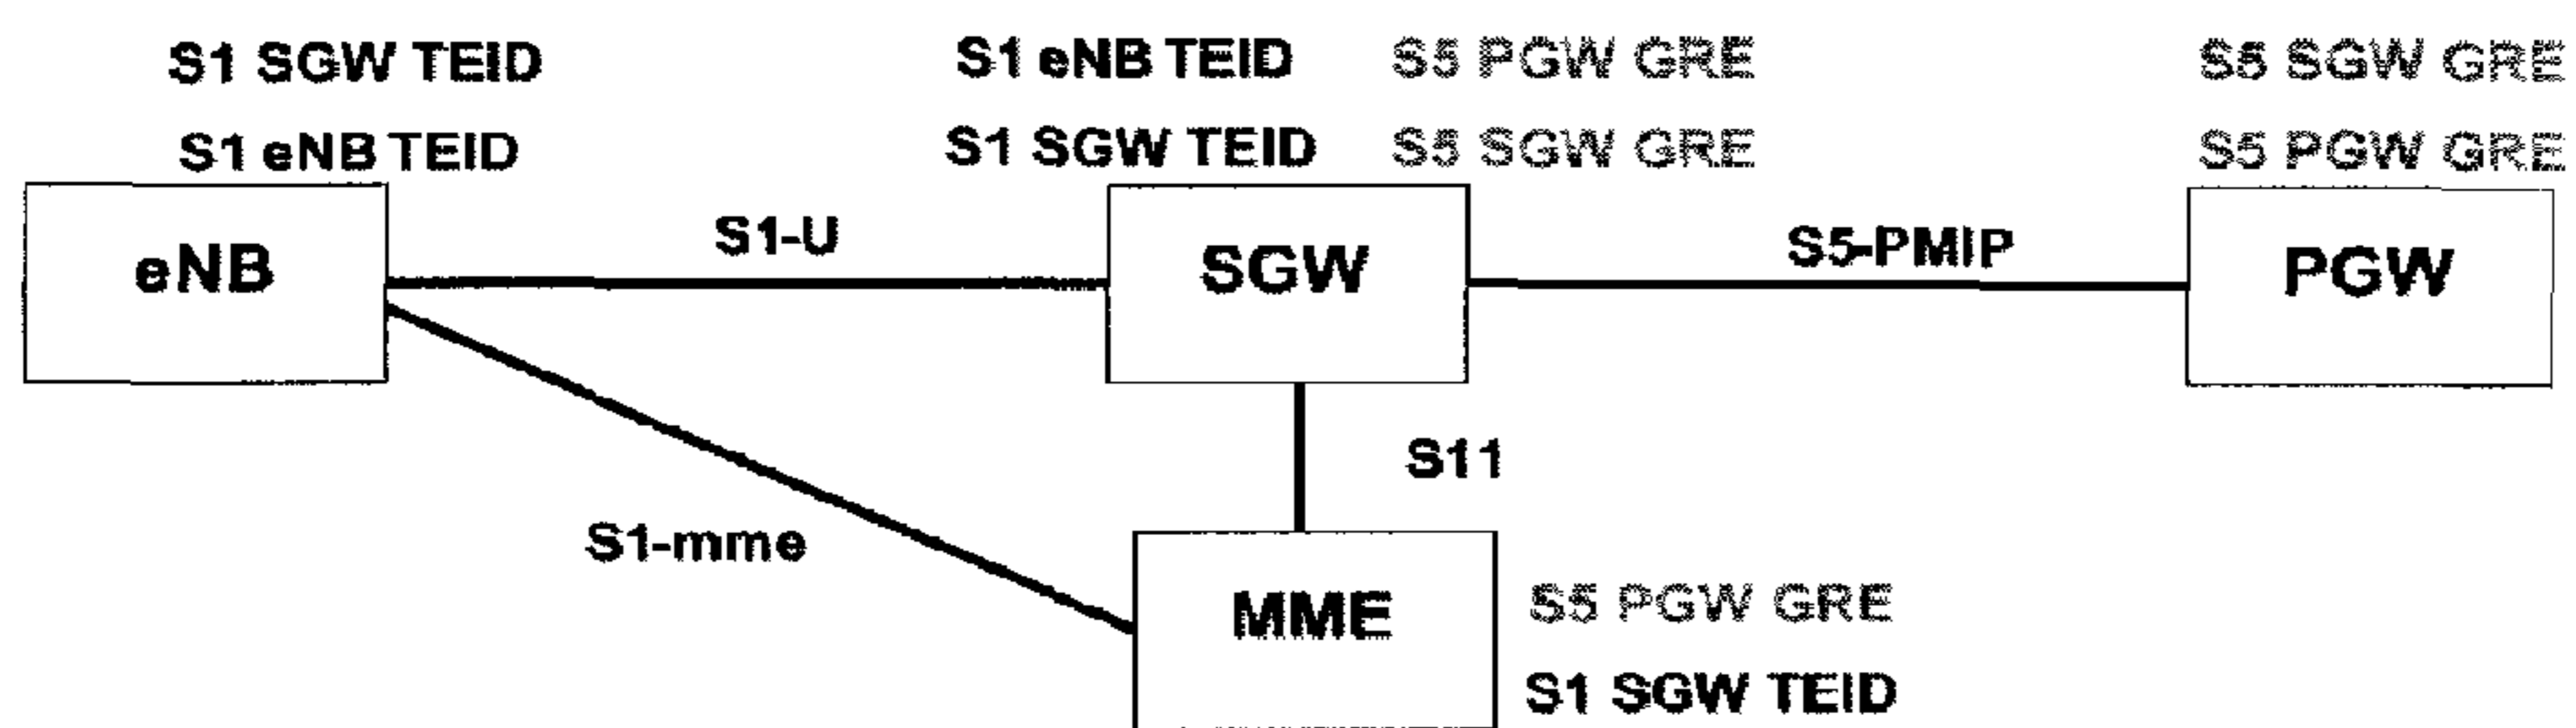 S1 SGW TEID
S1 eNB TEID
S1 eNB TEID S5 PGW GRE
S1 SGW TEID S5 SGW GRE
S5 SGW GRE
S5 PGW GRE
eNB
S1-U
SGW
S5-PMIP
PGW
S11
S1-mme
MME
S5 PGW GRE
S1 SGW TEID